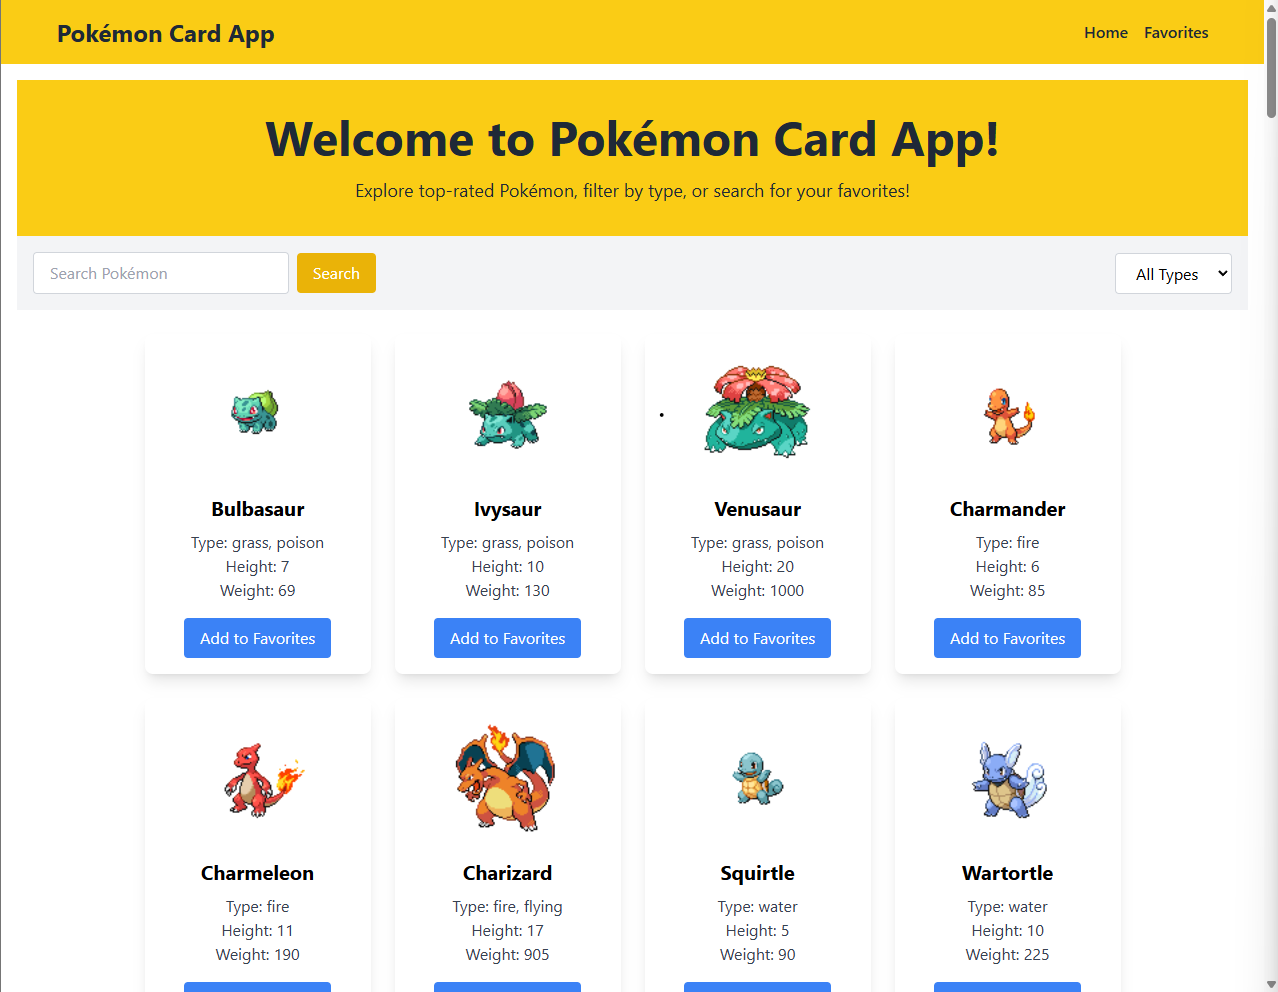 Pokémon Card App
Home Favorites
Welcome to Pokémon Card App!
Explore top-rated Pokémon, filter by type, or search for your favorites!
Search Pokémon Search All Types
Bulbasaur
Type: grass, poison
Height: 7
Weight: 69
Add to Favorites
Ivysaur
Type: grass, poison
Height: 10
Weight: 130
Add to Favorites
Venusaur
Type: grass, poison
Height: 20
Weight: 1000
Add to Favorites
Charmander
Type: fire
Height: 6
Weight: 85
Add to Favorites
Charmeleon
Type: fire
Height: 11
Weight: 190
Charizard
Type: fire, flying
Height: 17
Weight: 905
Squirtle
Type: water
Height: 5
Weight: 90
Wartortle
Type: water
Height: 10
Weight: 225